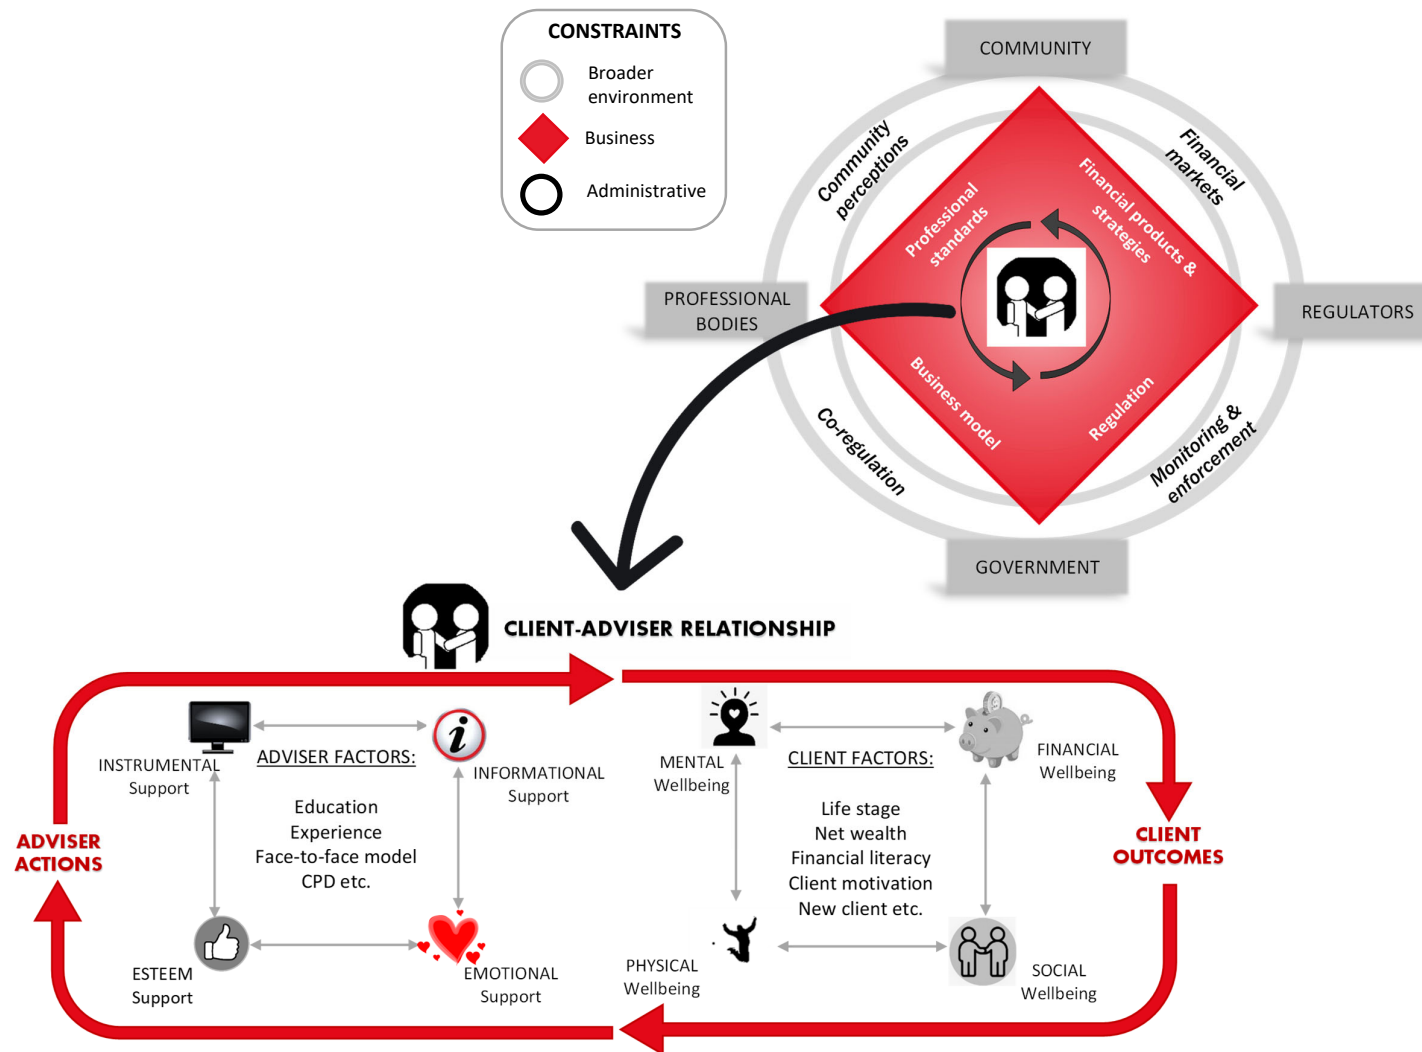 CONSTRAINTS
Broader
environment
Business
Administrative
COMMUNITY
Community
perceptions
Financial
markets
Professional
standards
Financial products &
strategies
PROFESSIONAL
BODIES
REGULATORS
Business model
Regulation
Co-regulation
Monitoring &
enforcement
GOVERNMENT
CLIENT-ADVISER RELATIONSHIP
INSTRUMENTAL
Support
ADVISER FACTORS:
i
INFORMATIONAL
Support
Education
Experience
Face-to-face model
CPD etc.
ADVISER
ACTIONS
ESTEEM
Support
EMOTIONAL
Support
MENTAL
Wellbeing
CLIENT FACTORS:
FINANCIAL
Wellbeing
Life stage
Net wealth
Financial literacy
Client motivation
New client etc.
CLIENT
OUTCOMES
PHYSICAL
Wellbeing
SOCIAL
Wellbeing